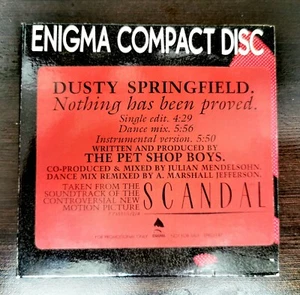 ENIGMA COMPACT DISC
DUSTY SPRINGFIELD.
Nothing has been proved.
Single edit. 4:29
Dance mix. 5:56
Instrumental version. 5:50
WRITTEN AND PRODUCED BY
THE PET SHOP BOYS.
CO-PRODUCED & MIXED BY JULIAN MENDELSOHN.
DANCE MIX REMIXED BY A. MARSHALL JEFFERSON.
TAKEN FROM THE
SOUNDTRACK OF THE
CONTROVERSIAL NEW
MOTION PICTURE
SCANDAL